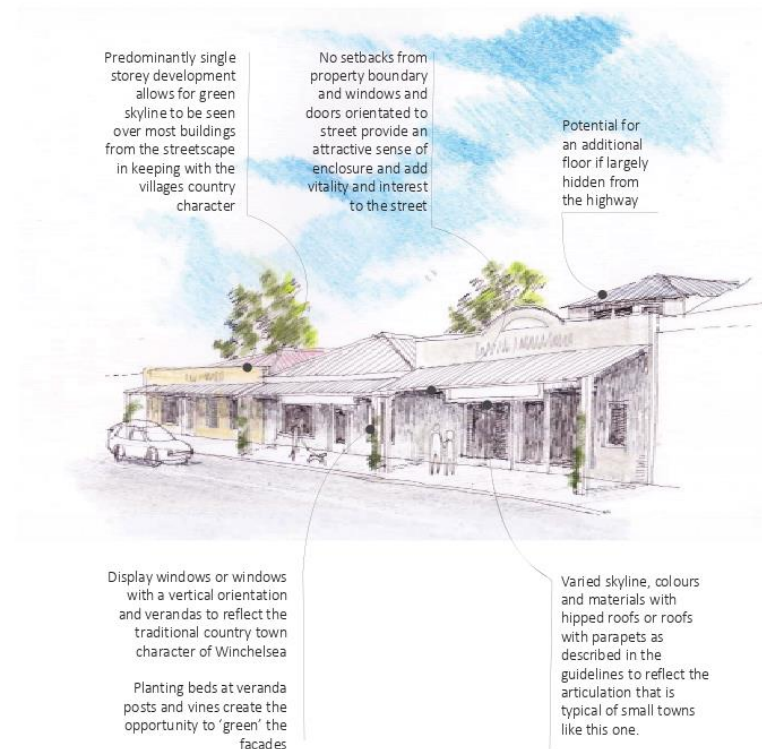 Predominantly single
storey development
allows for green
skyline to be seen
over most buildings
from the streetscape
in keeping with the
villages country
character
No setbacks from
property boundary
and windows and
doors orientated to
street provide an
attractive sense of
enclosure and add
vitality and interest
to the street
Potential for
an additional
floor if largely
hidden from
the highway
Display windows or windows
with a vertical orientation
and verandas to reflect the
traditional country town
character of Winchelsea
Planting beds at veranda
posts and vines create the
opportunity to ‘green’ the
facades
Varied skyline, colours
and materials with
hipped roofs or roofs
with parapets as
described in the
guidelines to reflect the
articulation that is
typical of small towns
like this one.